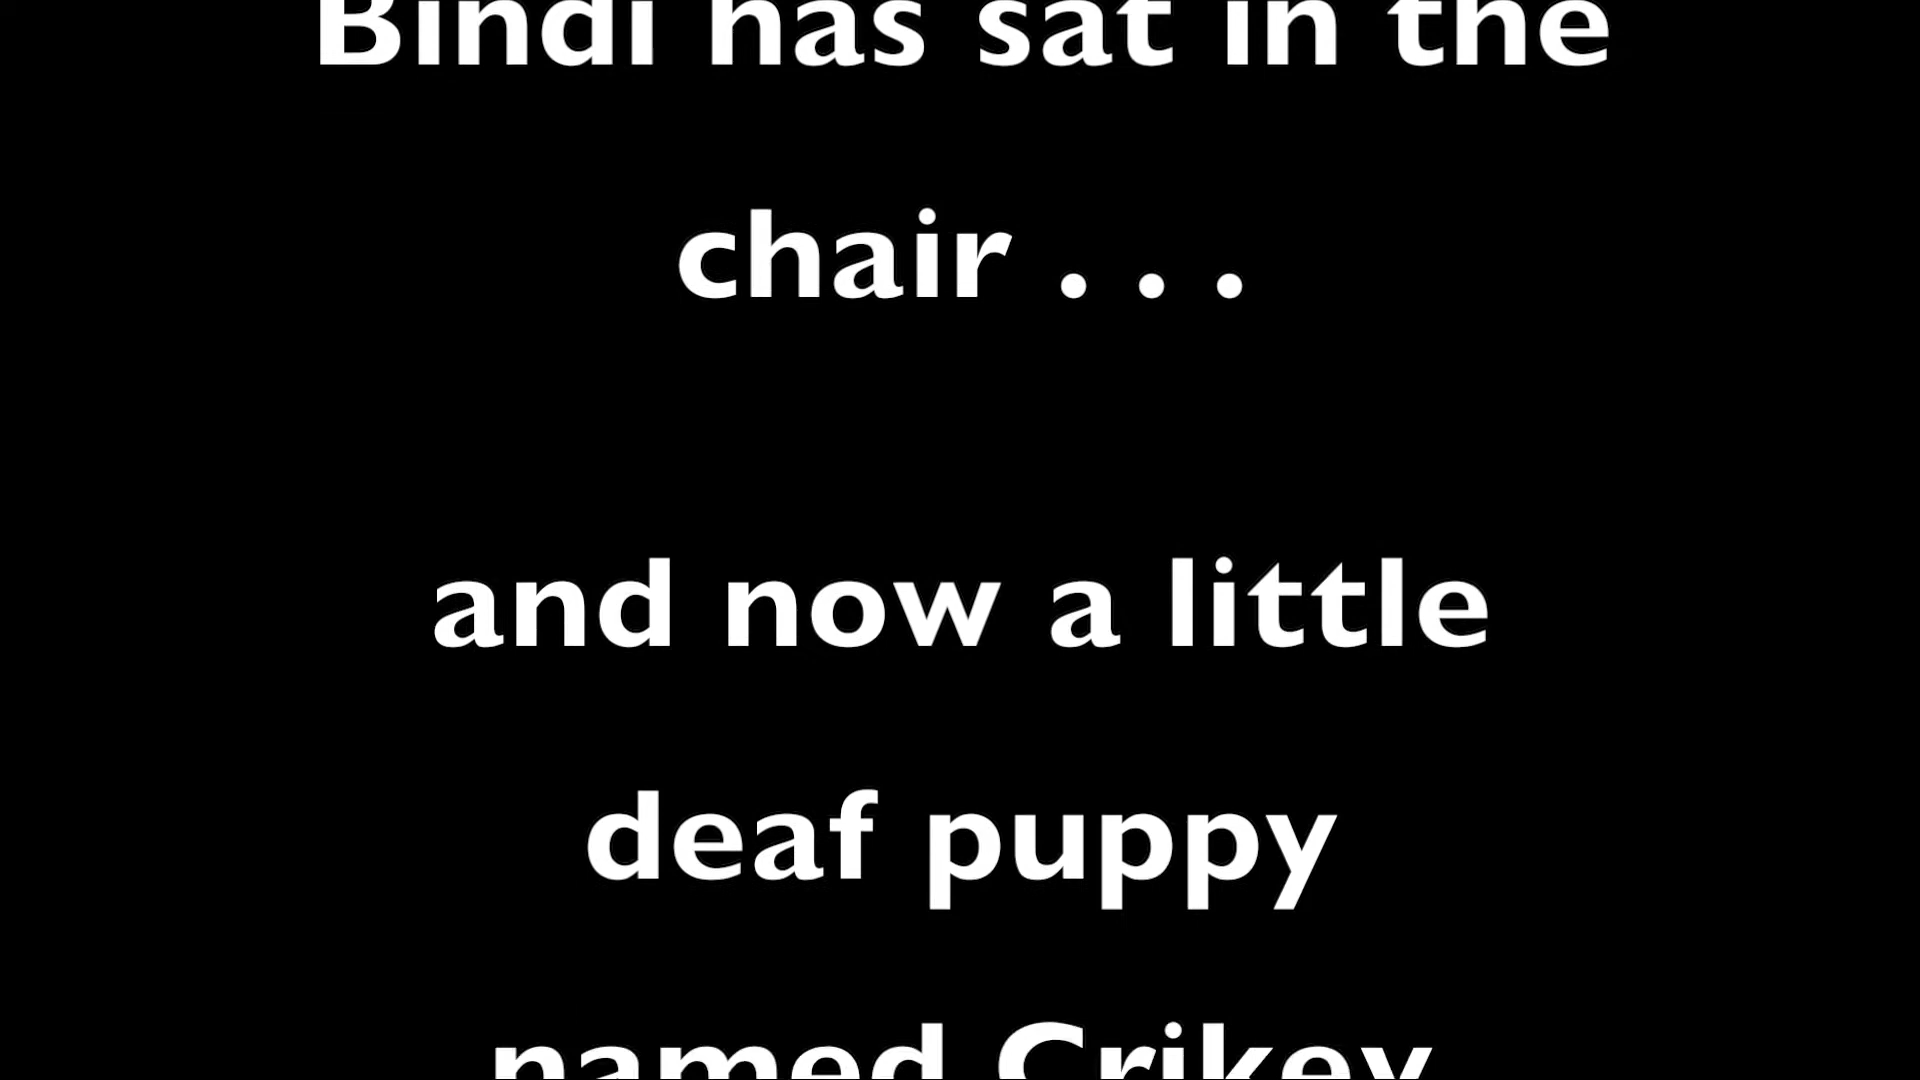 Bindi has sat in the
chair . . .
and now a little
deaf puppy
named Crikey